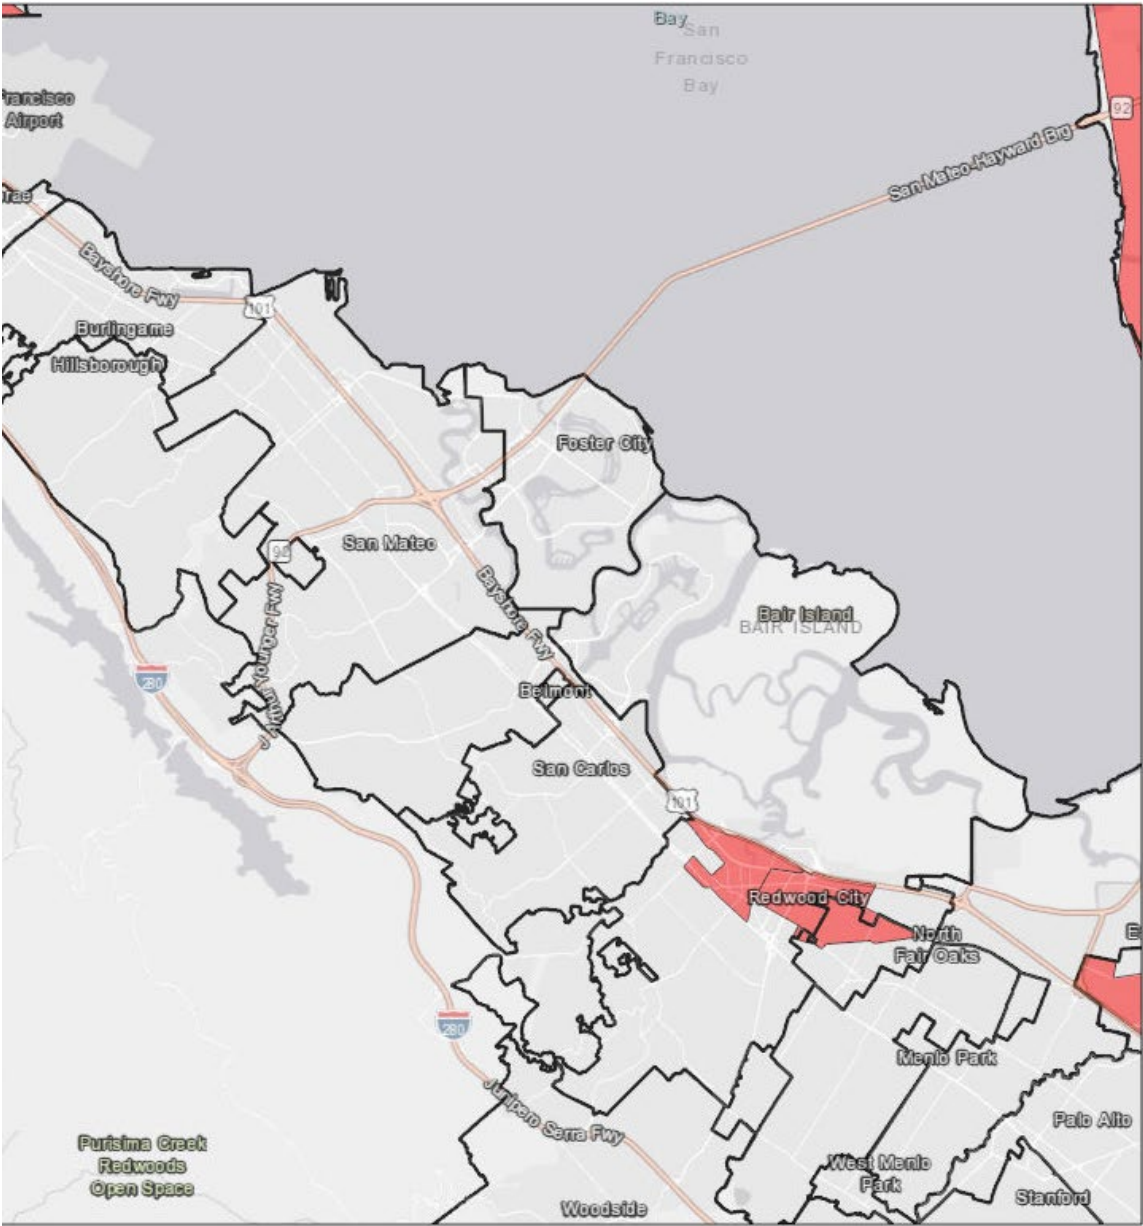 Bay
San
Francisco
Bay
Francisco
Airport
92
San Mateo-Hayward Brg
rae
Bayshore Fwy
101
Burlingame
Hillsborough
Foster City
92
San Mateo
Bayshore Fwy
Bair Island
BAIR ISLAND
J Arthur Younger Fwy
280
Belmont
San Carlos
101
Redwood City
North
Fair Oaks
E
280
Menlo Park
Junipero Serra Fwy
Palo Alto
Purisima Creek
Redwoods
Open Space
West Menlo
Park
Stanford
Woodside